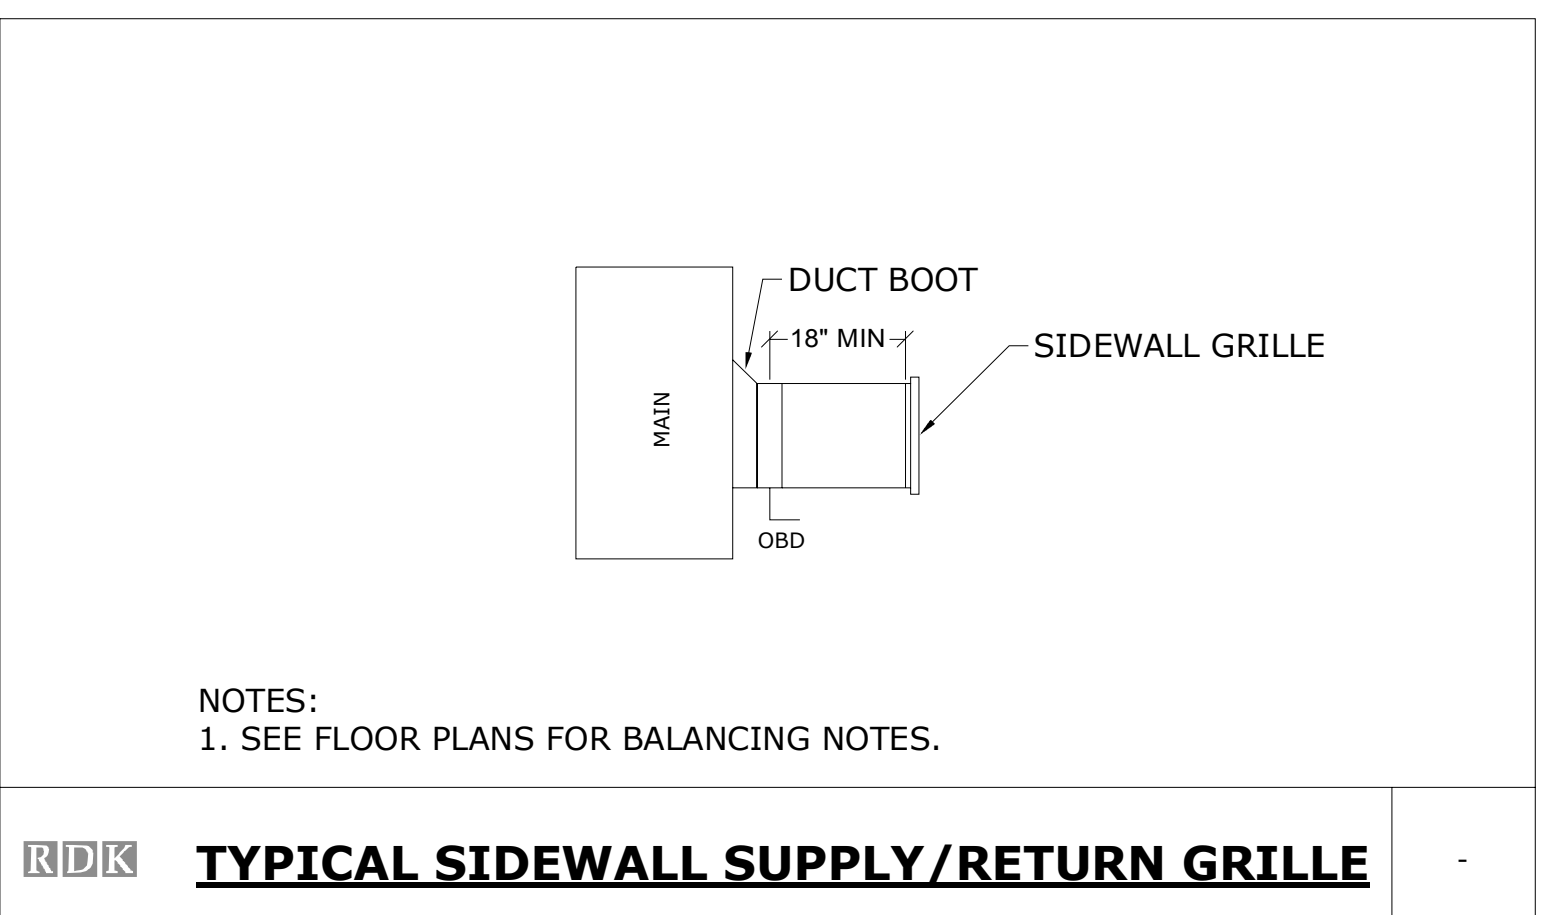 DUCT BOOT
18" MIN
SIDEWALL GRILLE
MAIN
OBD
NOTES:
1. SEE FLOOR PLANS FOR BALANCING NOTES.
RDK
TYPICAL SIDEWALL SUPPLY/RETURN GRILLE
-